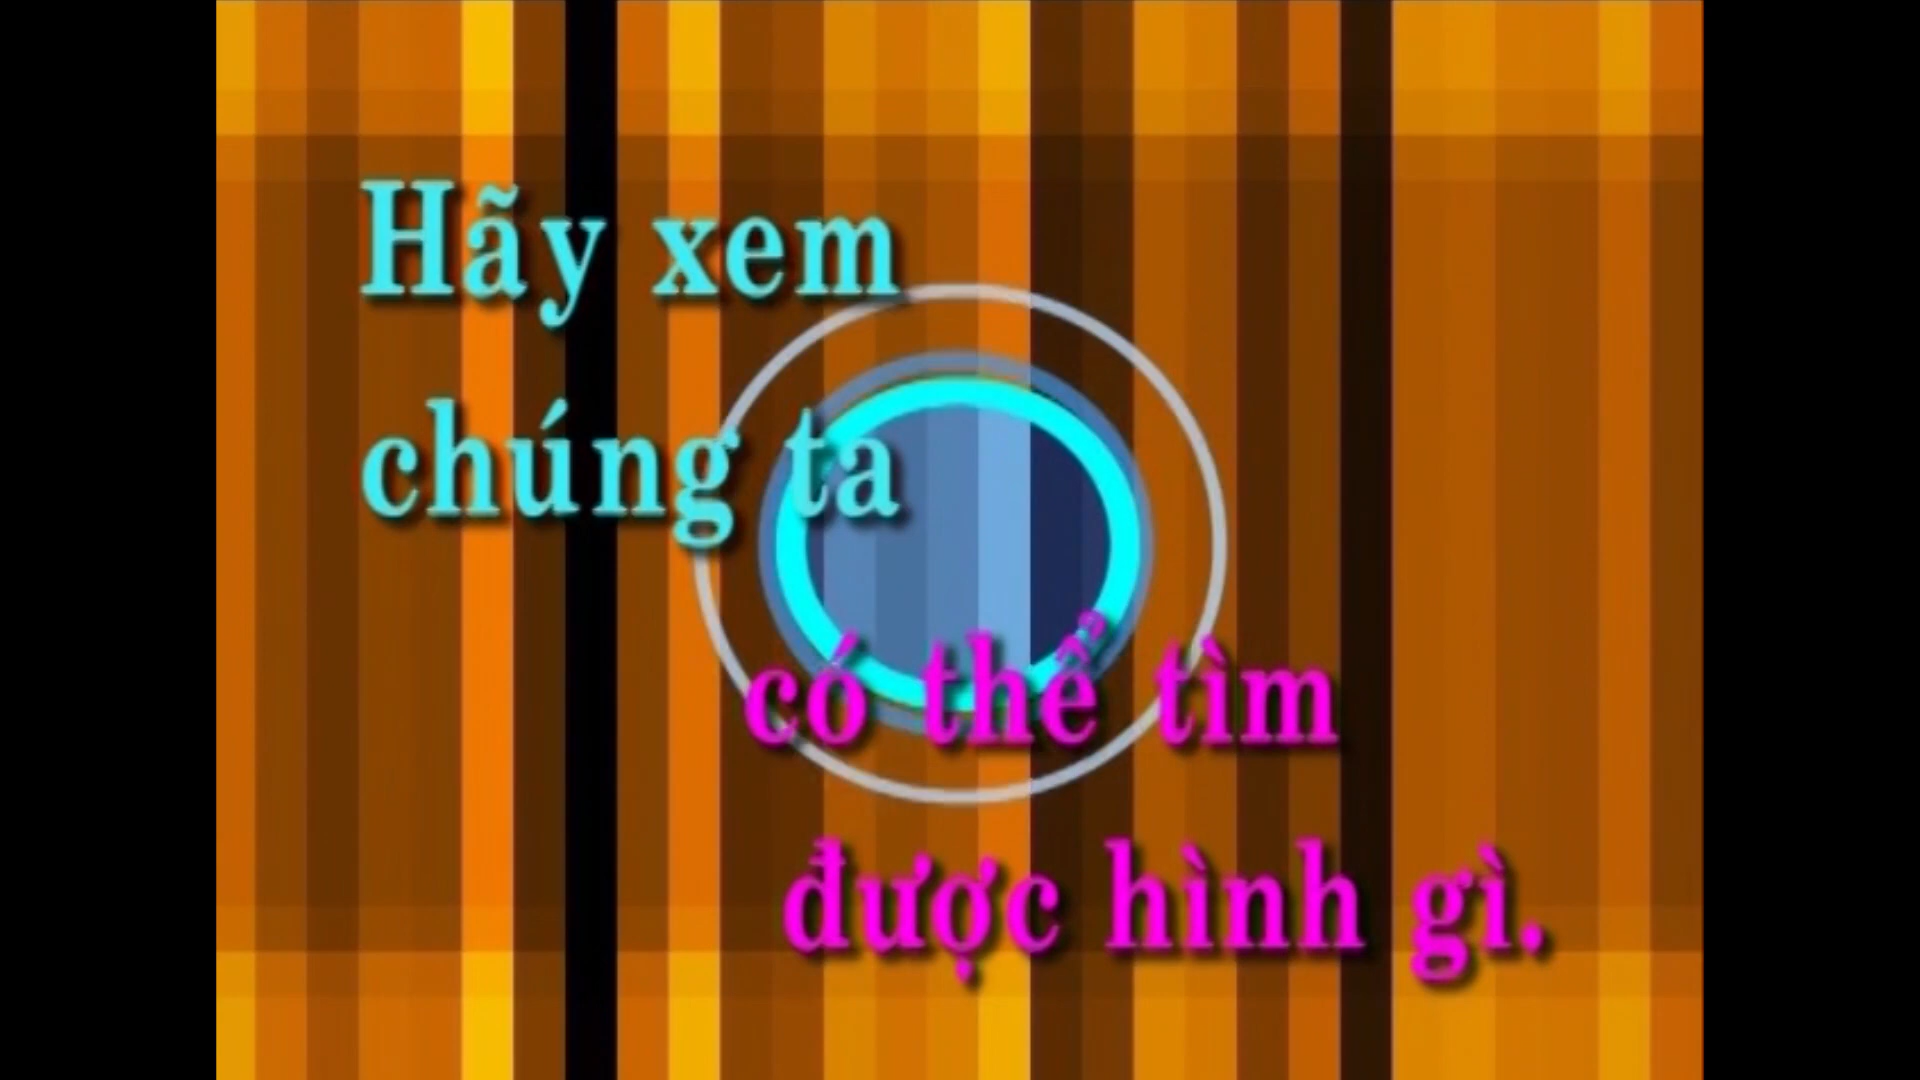 Hãy xem
chúng ta
có thể tìm
được hình gì.